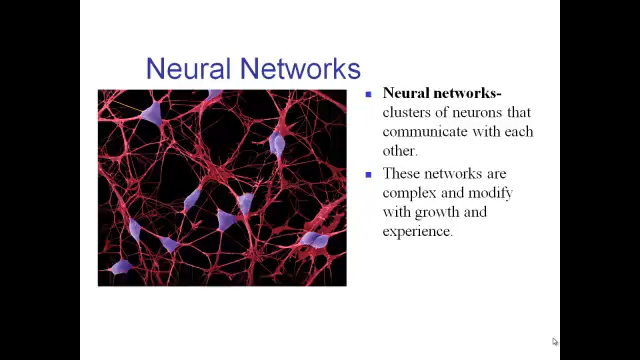 Neural Networks
Neural networks-
clusters of neurons that
communicate with each
other.
These networks are
complex and modify
with growth and
experience.